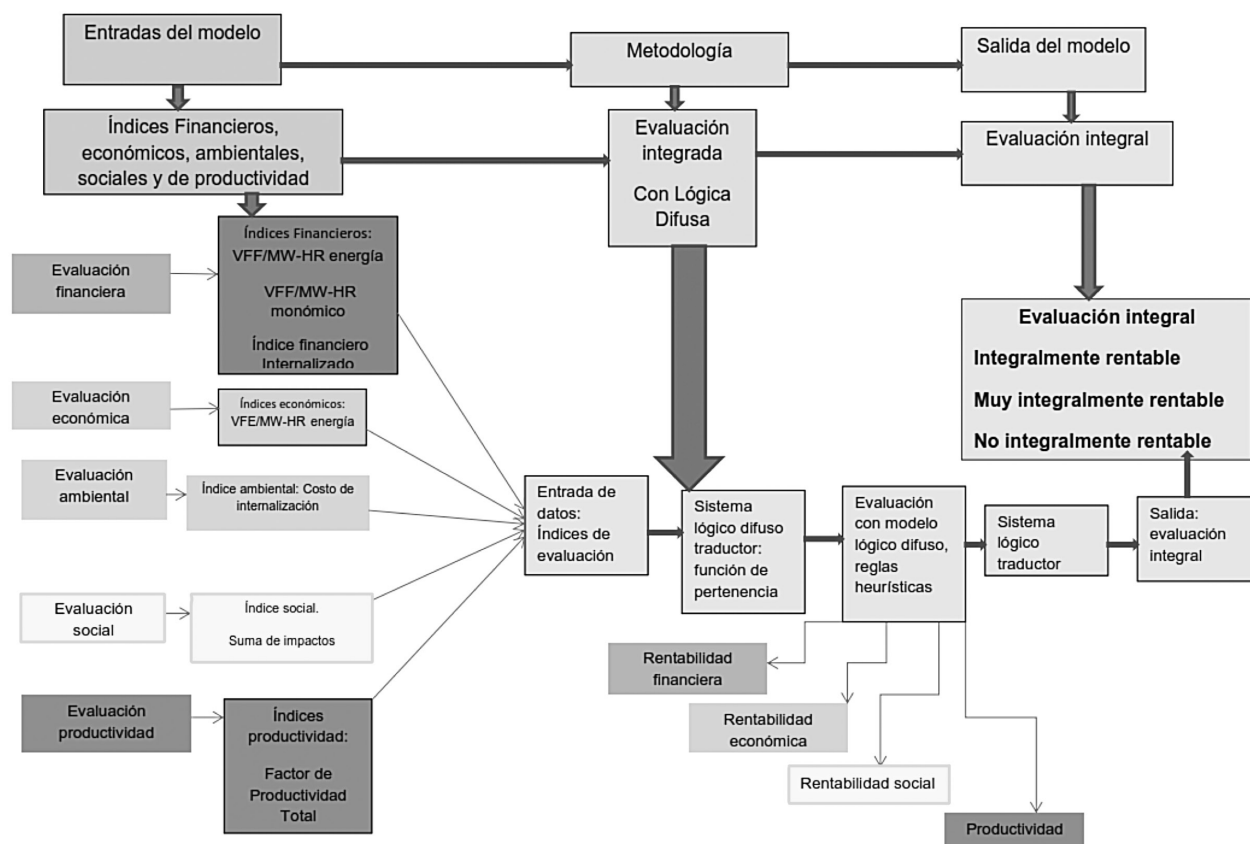 Entradas del modelo
Metodología
Salida del modelo
Índices Financieros,
económicos, ambientales,
sociales y de productividad
Evaluación
integrada
Con Lógica
Difusa
Evaluación integral
Evaluación
financiera
Índices Financieros:
VFF/MW-HR energía
VFF/MW-HR
monómico
Índice financiero
Internalizado
Evaluación integral
Integralmente rentable
Muy integralmente rentable
No integralmente rentable
Evaluación
económica
Índices económicos:
VFE/MW-HR energía
Evaluación
ambiental
Índice ambiental: Costo de
internalización
Entrada de
datos:
Índices de
evaluación
Sistema
lógico difuso
traductor:
función de
pertenencia
Evaluación
con modelo
lógico difuso,
reglas
heurísticas
Sistema
lógico
traductor
Salida:
evaluación
integral
Evaluación
social
Índice social.
Suma de impactos
Rentabilidad
financiera
Rentabilidad
económica
Rentabilidad social
Productividad
Evaluación
productividad
Índices
productividad:
Factor de
Productividad
Total